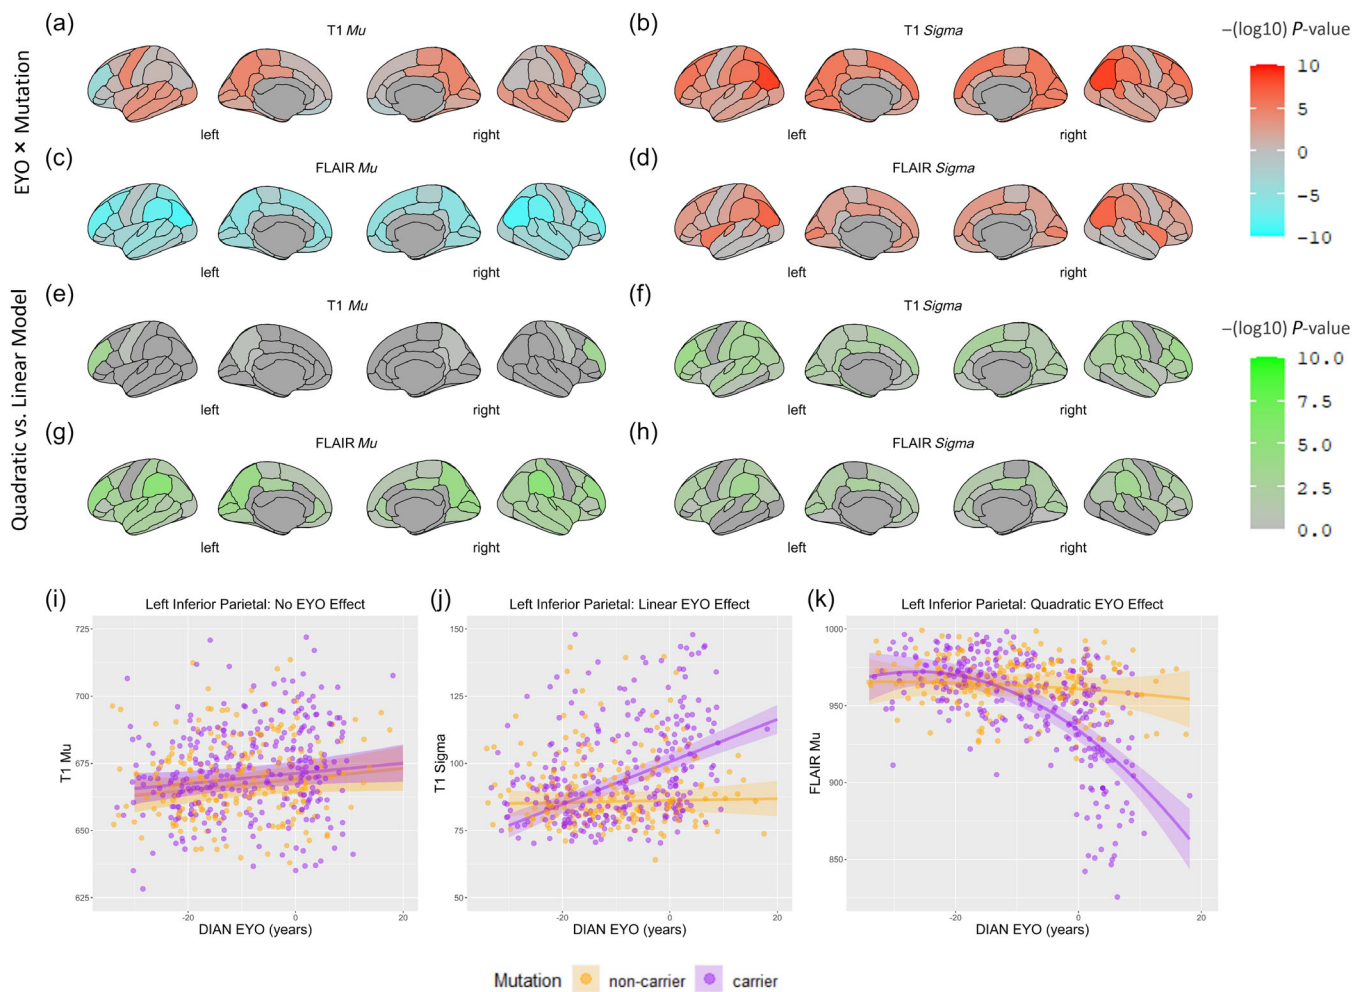 (a)
T1 Mu
(b)
T1 Sigma
−(log10) P-value
10
5
0
−5
−10
EYO × Mutation
left
right
left
right
(c)
FLAIR Mu
(d)
FLAIR Sigma
left
right
left
right
Quadratic vs. Linear Model
(e)
T1 Mu
(f)
T1 Sigma
−(log10) P-value
10.0
7.5
5.0
2.5
0.0
left
right
left
right
(g)
FLAIR Mu
(h)
FLAIR Sigma
left
right
left
right
(i)
Left Inferior Parietal: No EYO Effect
725
700
675
650
625
T1 Mu
-20
0
20
DIAN EYO (years)
(j)
Left Inferior Parietal: Linear EYO Effect
150
125
100
75
50
T1 Sigma
-20
0
20
DIAN EYO (years)
(k)
Left Inferior Parietal: Quadratic EYO Effect
1000
950
900
850
FLAIR Mu
-20
0
20
DIAN EYO (years)
Mutation non-carrier carrier